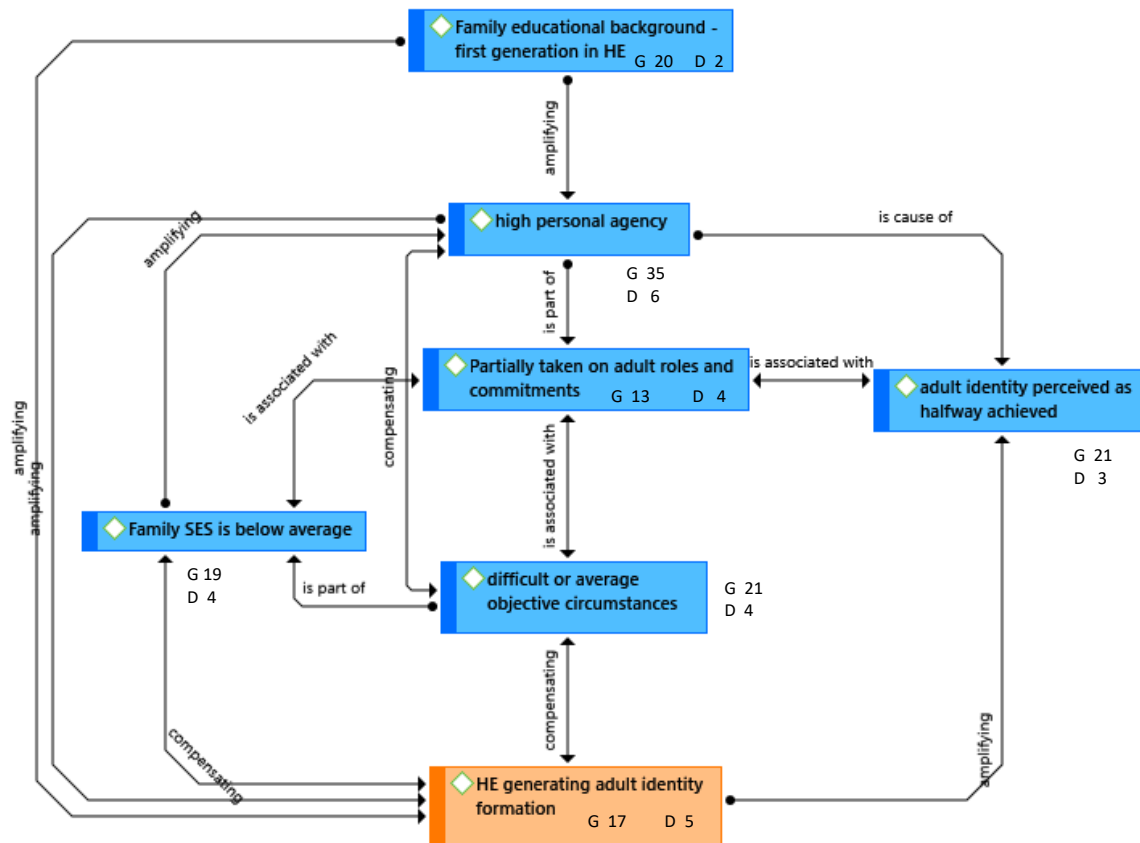 Family educational background -
first generation in HE
G 20 D 2
amplifying
high personal agency
G 35
D 6
is cause of
amplifying
is part of
is associated with
compensating
Partially taken on adult roles and
commitments
G 13 D 4
is associated with
adult identity perceived as
halfway achieved
G 21
D 3
amplifying
amplifying
is associated with
Family SES is below average
G 19
D 4
is part of
difficult or average
objective circumstances
G 21
D 4
compensating
compensating
amplifying
HE generating adult identity
formation
G 17 D 5